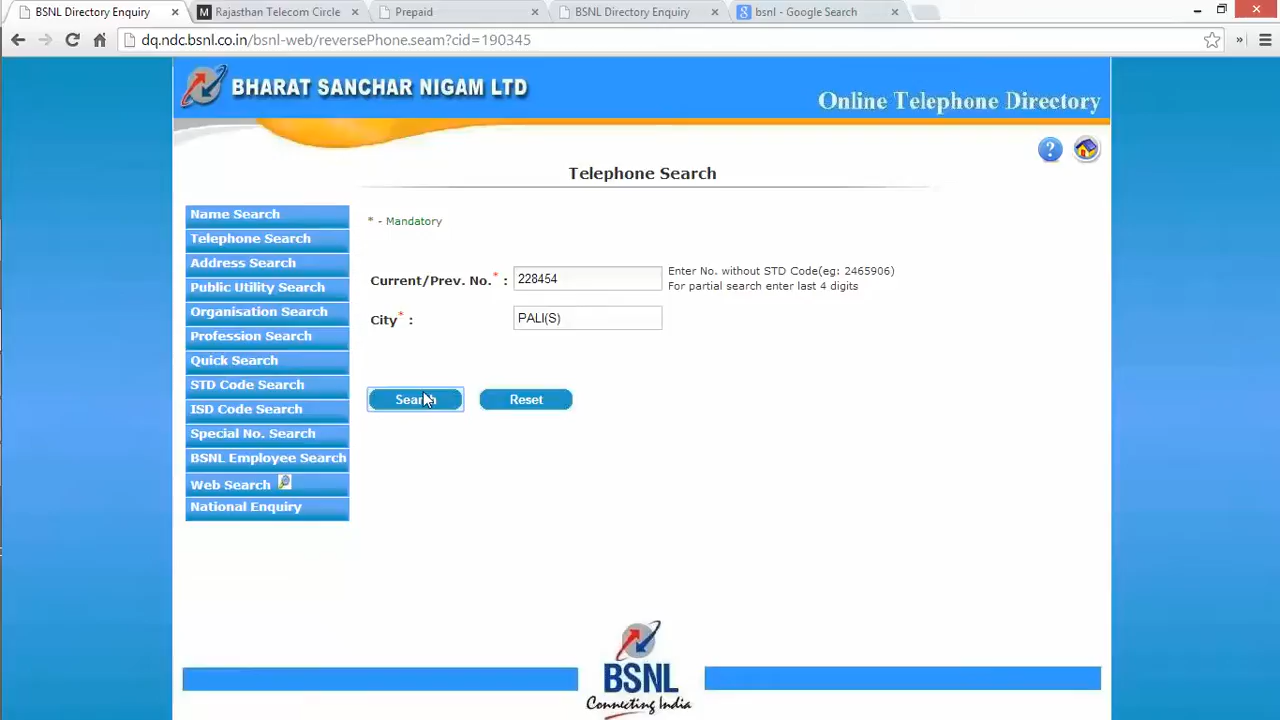 BSNL Directory Enquiry × Rajasthan Telecom Circle × Prepaid × BSNL Directory Enquiry × bsnl - Google Search ×
dq.ndc.bsnl.co.in/bsnl-web/reversePhone.seam?cid=190345
BHARAT SANCHAR NIGAM LTD
Online Telephone Directory
Telephone Search
* - Mandatory
Name Search
Telephone Search
Address Search
Public Utility Search
Organisation Search
Profession Search
Quick Search
STD Code Search
ISD Code Search
Special No. Search
BSNL Employee Search
Web Search
National Enquiry
Current/Prev. No.* : 228454 Enter No. without STD Code(eg: 2465906)
For partial search enter last 4 digits
City* : PALI(S)
Search Reset
BSNL
Connecting India